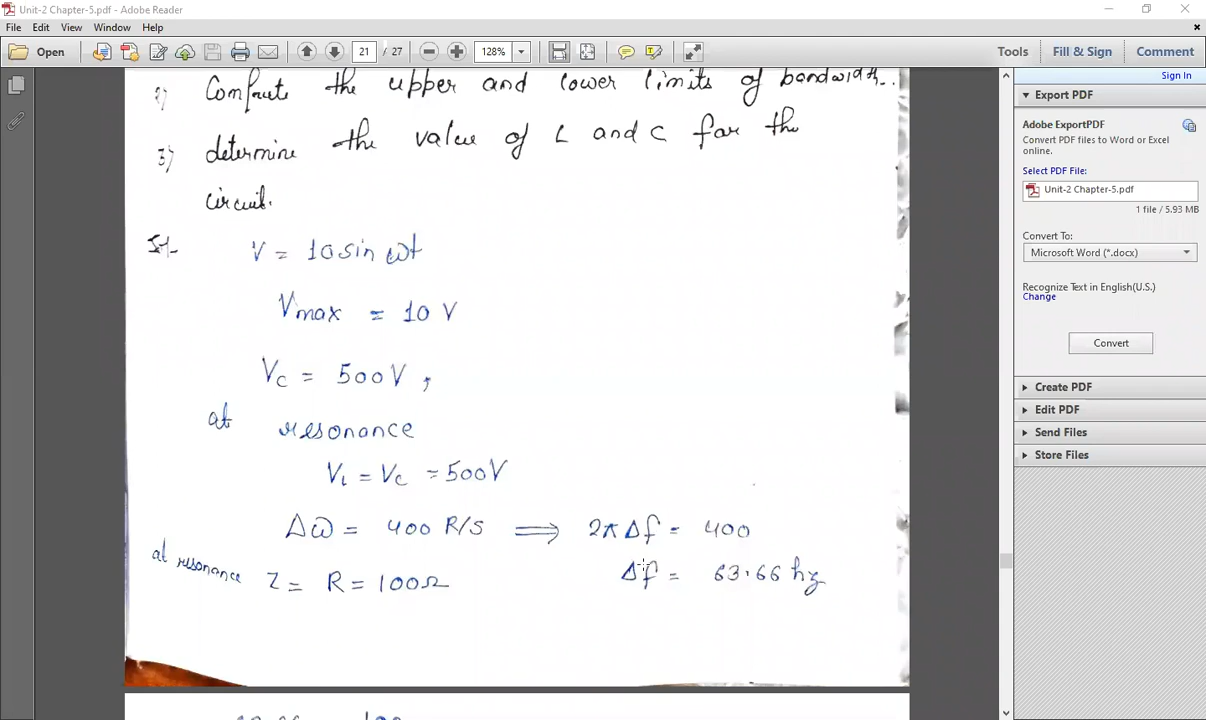 Unit-2 Chapter-5.pdf - Adobe Reader
File Edit View Window Help
Open 21 / 27 128% Tools Fill & Sign Comment
Sign In
Export PDF
Adobe ExportPDF
Convert PDF files to Word or Excel
online.
Select PDF File:
Unit-2 Chapter-5.pdf
1 file / 5.93 MB
Convert To:
Microsoft Word (*.docx)
Recognize Text in English(U.S.)
Change
Convert
Create PDF
Edit PDF
Send Files
Store Files
Compute the upper and lower limits of bandwidth..
3) determine the value of L and C for the
circuit.
V = 10 sin ωt
Vmax = 10 V
VC = 500V,
at resonance
VL = VC = 500V
Δω = 400 R/S ⟹ 2π Δf = 400
Δf = 63.66 hz
at resonance Z = R = 100Ω